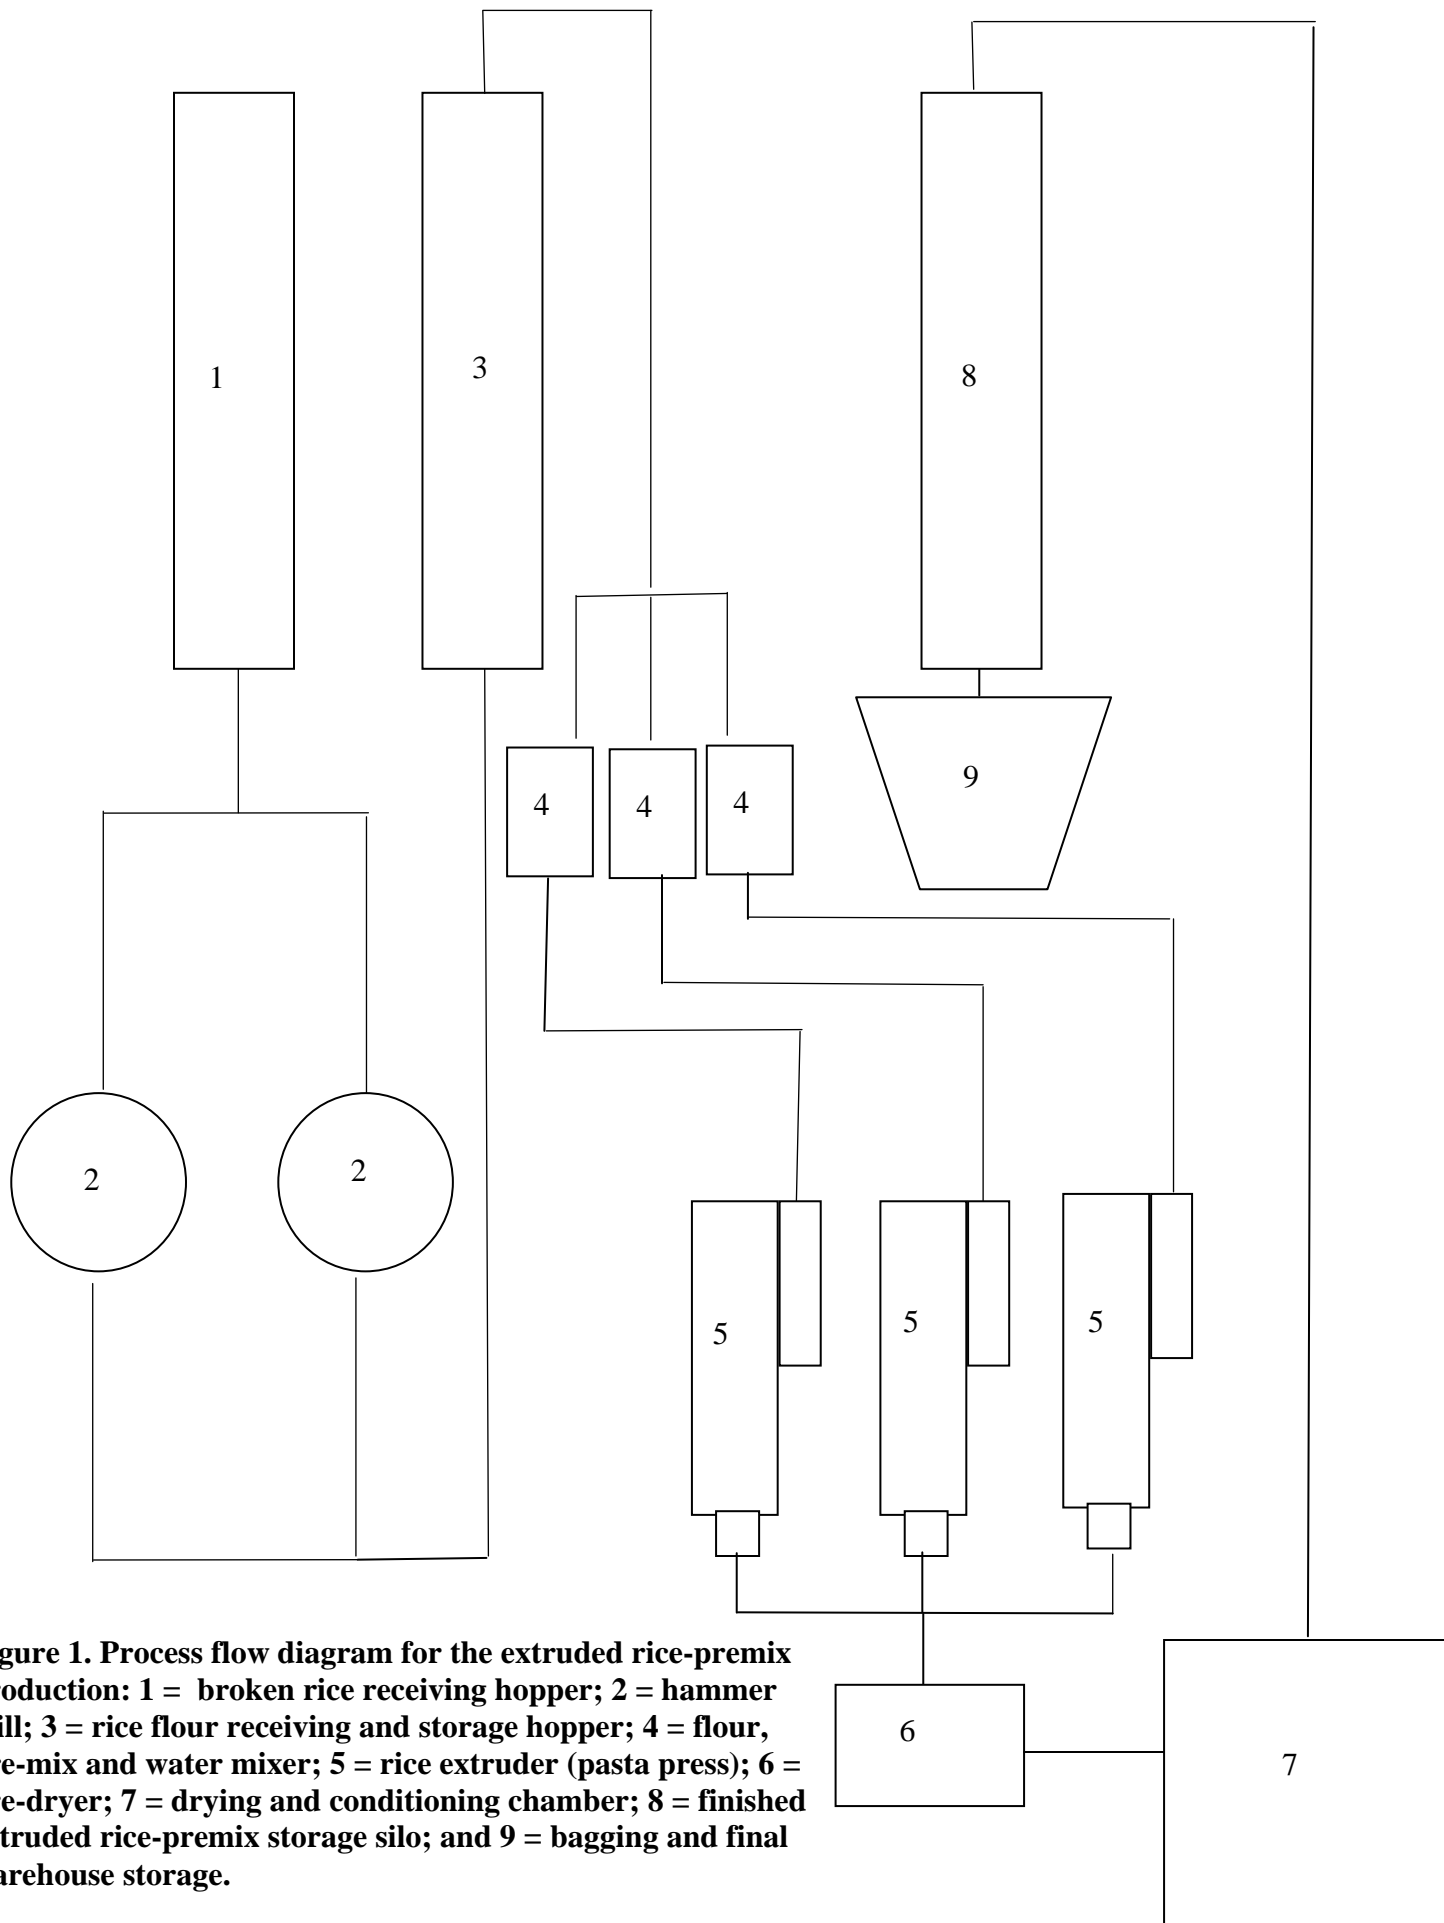 1
3
8
4
4
4
9
2
2
5
5
5
6
7
gure 1. Process flow diagram for the extruded rice-premix
oduction: 1 = broken rice receiving hopper; 2 = hammer
ill; 3 = rice flour receiving and storage hopper; 4 = flour,
e-mix and water mixer; 5 = rice extruder (pasta press); 6 =
e-dryer; 7 = drying and conditioning chamber; 8 = finished
truded rice-premix storage silo; and 9 = bagging and final
arehouse storage.